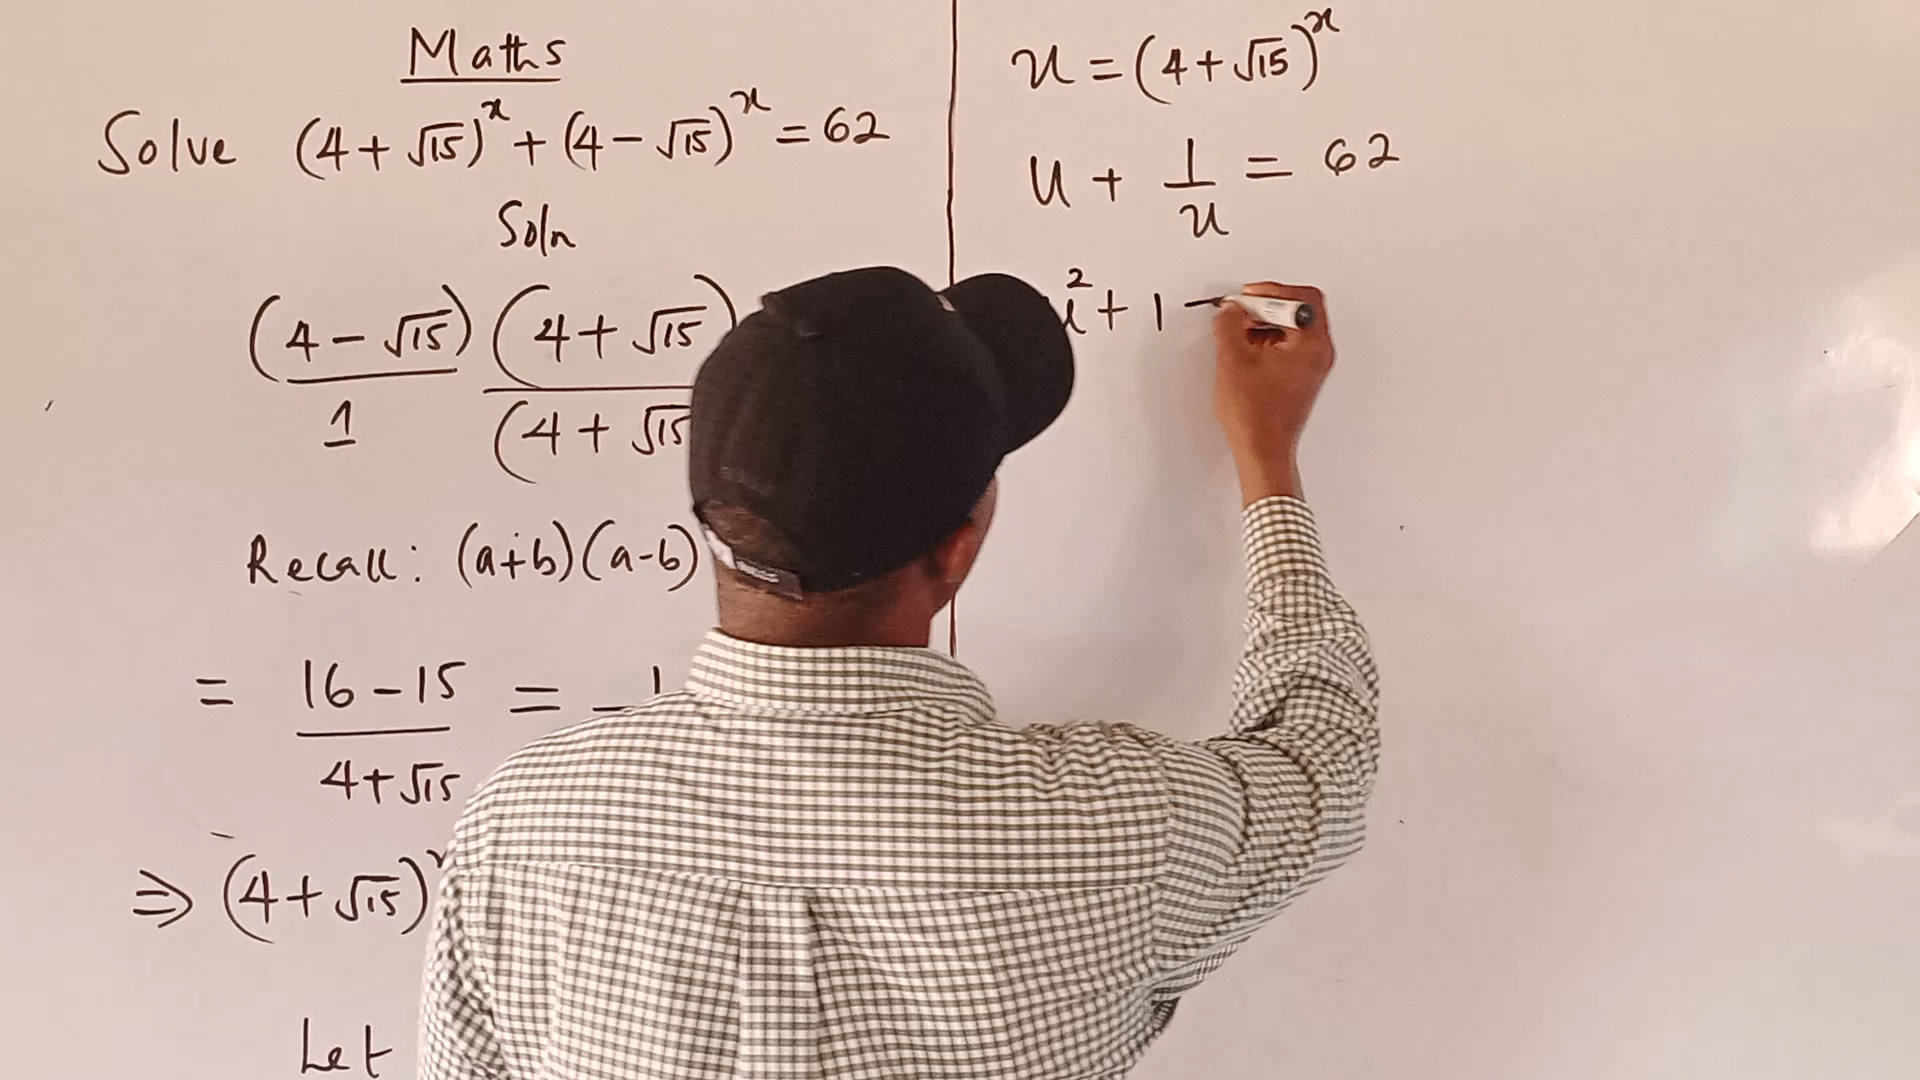 Maths
Solve (4+√15)^x + (4-√15)^x = 62
Soln
(4-√15) (4+√15)
1 (4+√15
Recall: (a+b)(a-b)
= 16-15 = 1
4+√15
⇒ (4+√15)
Let
u = (4+√15)^x
u + 1/u = 62
² + 1 -